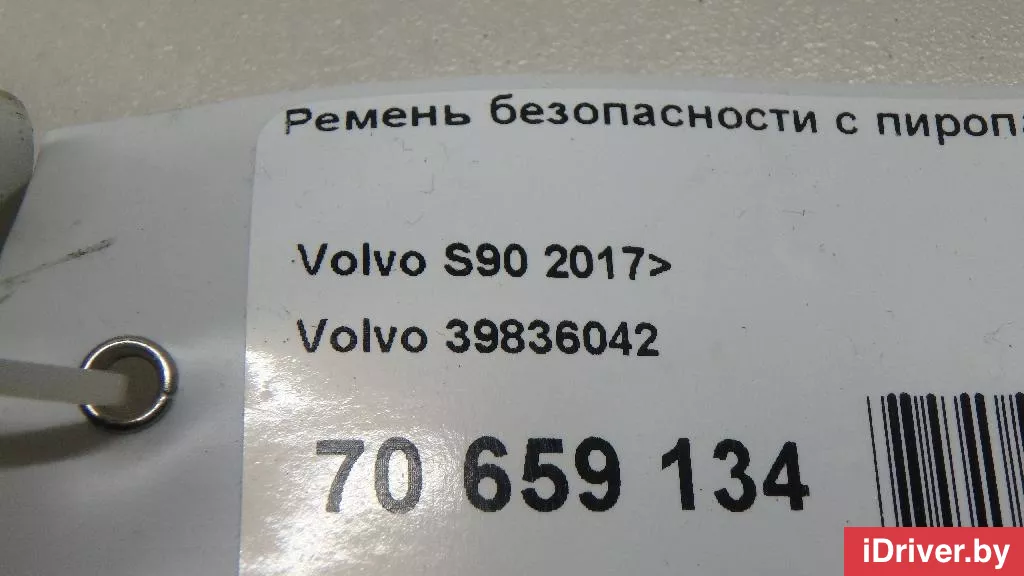 Ремень безопасности с пиропа
Volvo S90 2017>
Volvo 39836042
70 659 134
iDriver.by